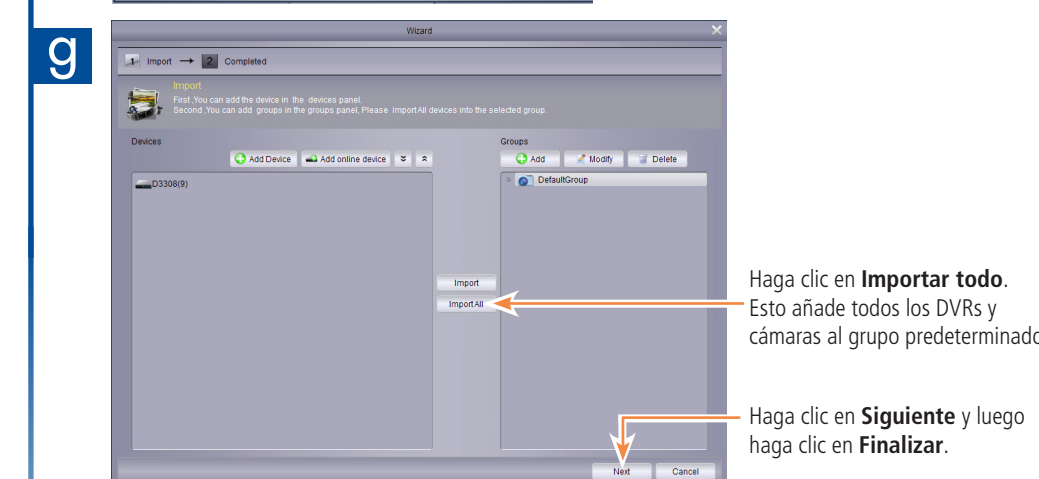 g
Wizard
1 Import → 2 Completed
Import
First ,You can add the device in the devices panel.
Second ,You can add groups in the groups panel, Please importAll devices into the selected group.
Devices
Groups
Add Device
Add online device
Add
Modify
Delete
D3308(9)
DefaultGroup
Import
ImportAll
Haga clic en Importar todo.
Esto añade todos los DVRs y
cámaras al grupo predeterminado
Haga clic en Siguiente y luego
haga clic en Finalizar.
Next
Cancel